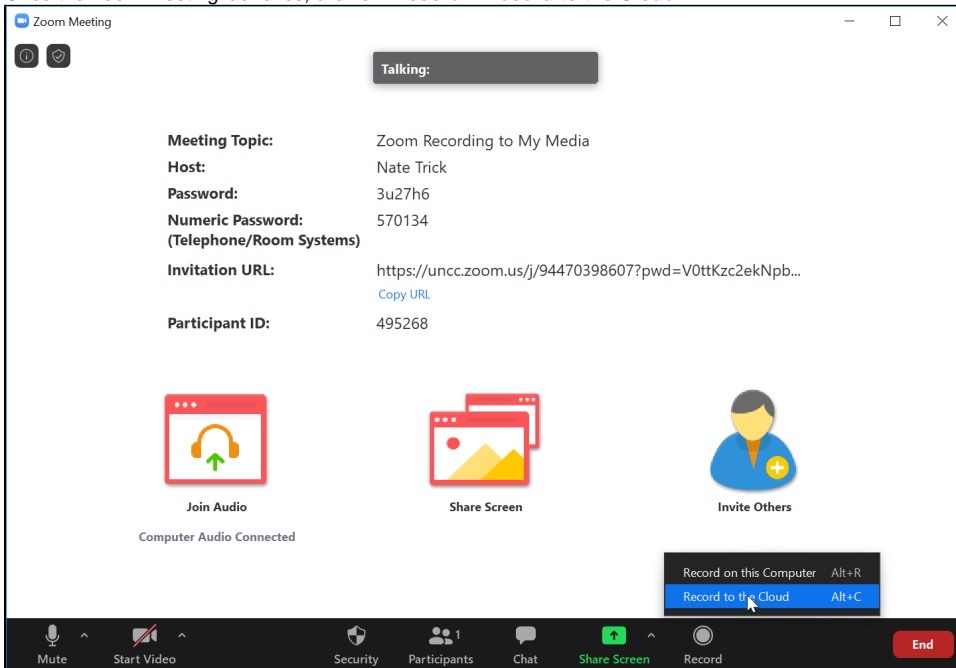 Zoom Meeting
Talking:
Meeting Topic: Zoom Recording to My Media
Host: Nate Trick
Password: 3u27h6
Numeric Password: 570134
(Telephone/Room Systems)
Invitation URL: https://uncc.zoom.us/j/94470398607?pwd=V0ttKzc2ekNpb...
Copy URL
Participant ID: 495268
Join Audio Share Screen Invite Others
Computer Audio Connected
Record on this Computer Alt+R
Record to the Cloud Alt+C
1
Mute Start Video Security Participants Chat Share Screen Record End